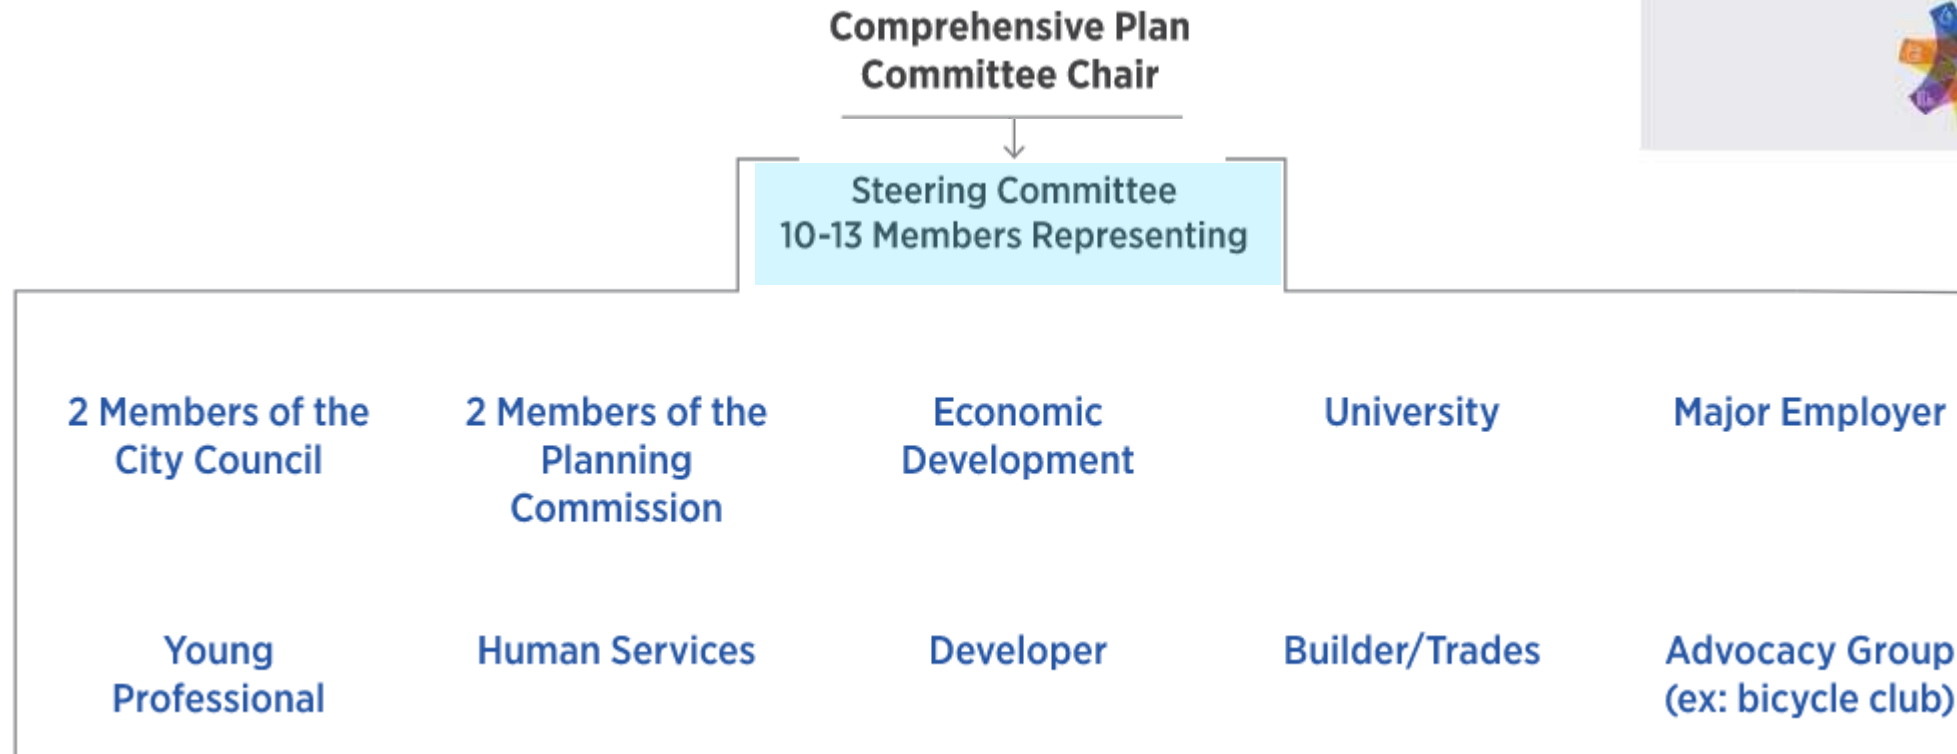 Comprehensive Plan
Committee Chair
Steering Committee
10-13 Members Representing
2 Members of the
City Council
2 Members of the
Planning
Commission
Economic
Development
University
Major Employer
Young
Professional
Human Services
Developer
Builder/Trades
Advocacy Group
(ex: bicycle club)